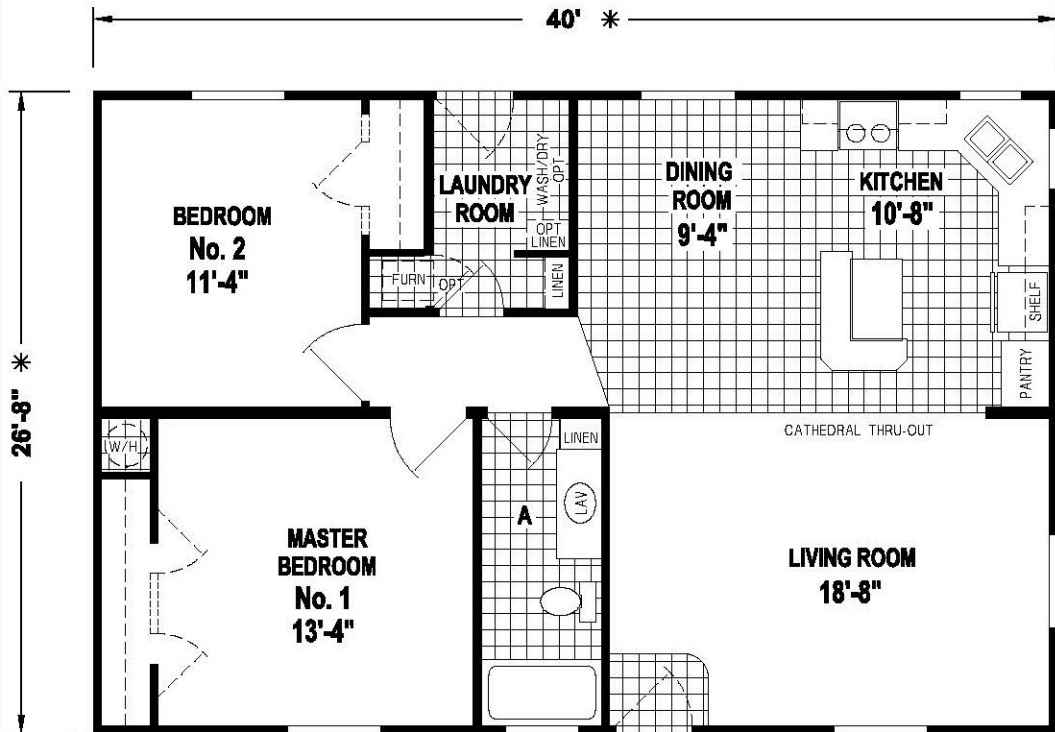 40' *
26'-8" *
BEDROOM
No. 2
11'-4"
LAUNDRY
ROOM
WASH/DRY
OPT
OPT
LINEN
FURN
OPT
LINEN
DINING
ROOM
9'-4"
KITCHEN
10'-8"
SHELF
PANTRY
CATHEDRAL THRU-OUT
W/H
MASTER
BEDROOM
No. 1
13'-4"
LINEN
LAV
A
LIVING ROOM
18'-8"